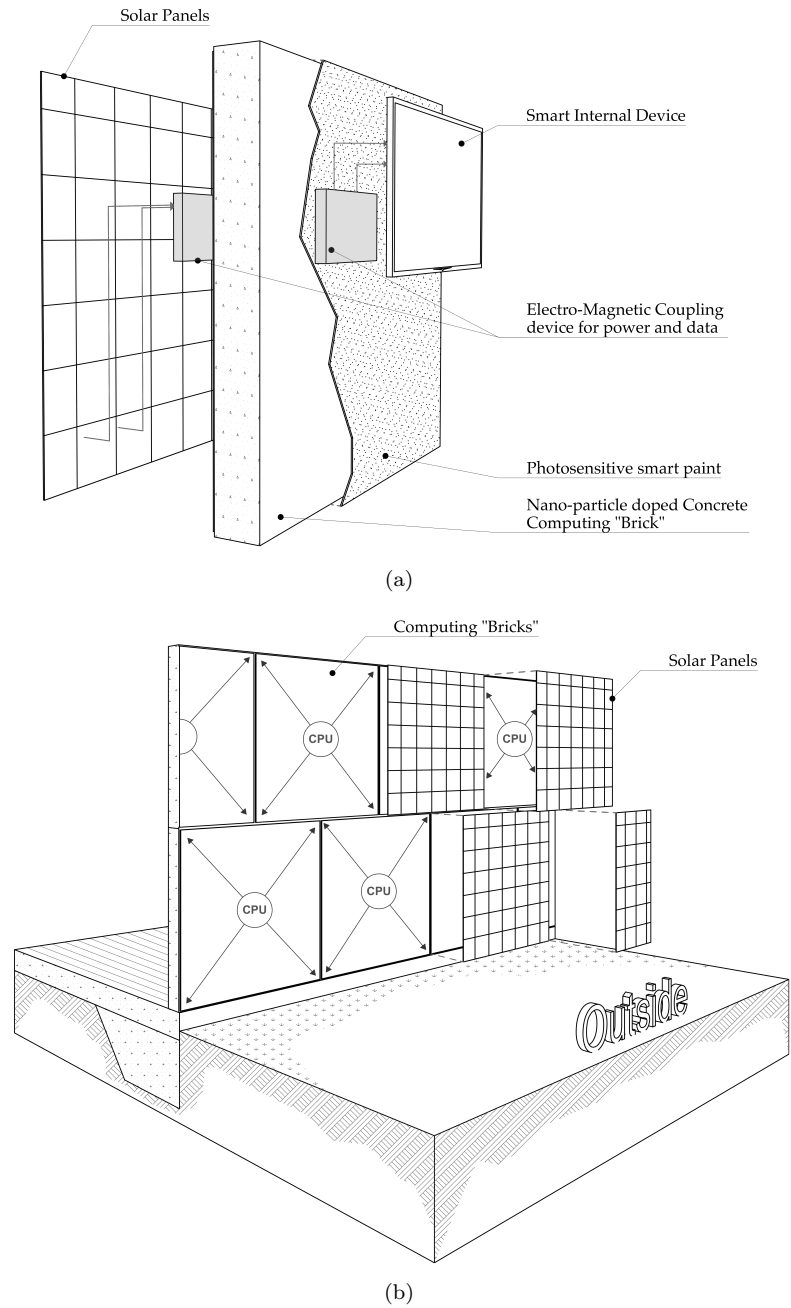 Solar Panels
Smart Internal Device
Electro-Magnetic Coupling
device for power and data
Photosensitive smart paint
Nano-particle doped Concrete
Computing "Brick"
(a)
Computing "Bricks"
Solar Panels
CPU
CPU
CPU
CPU
Outside
(b)